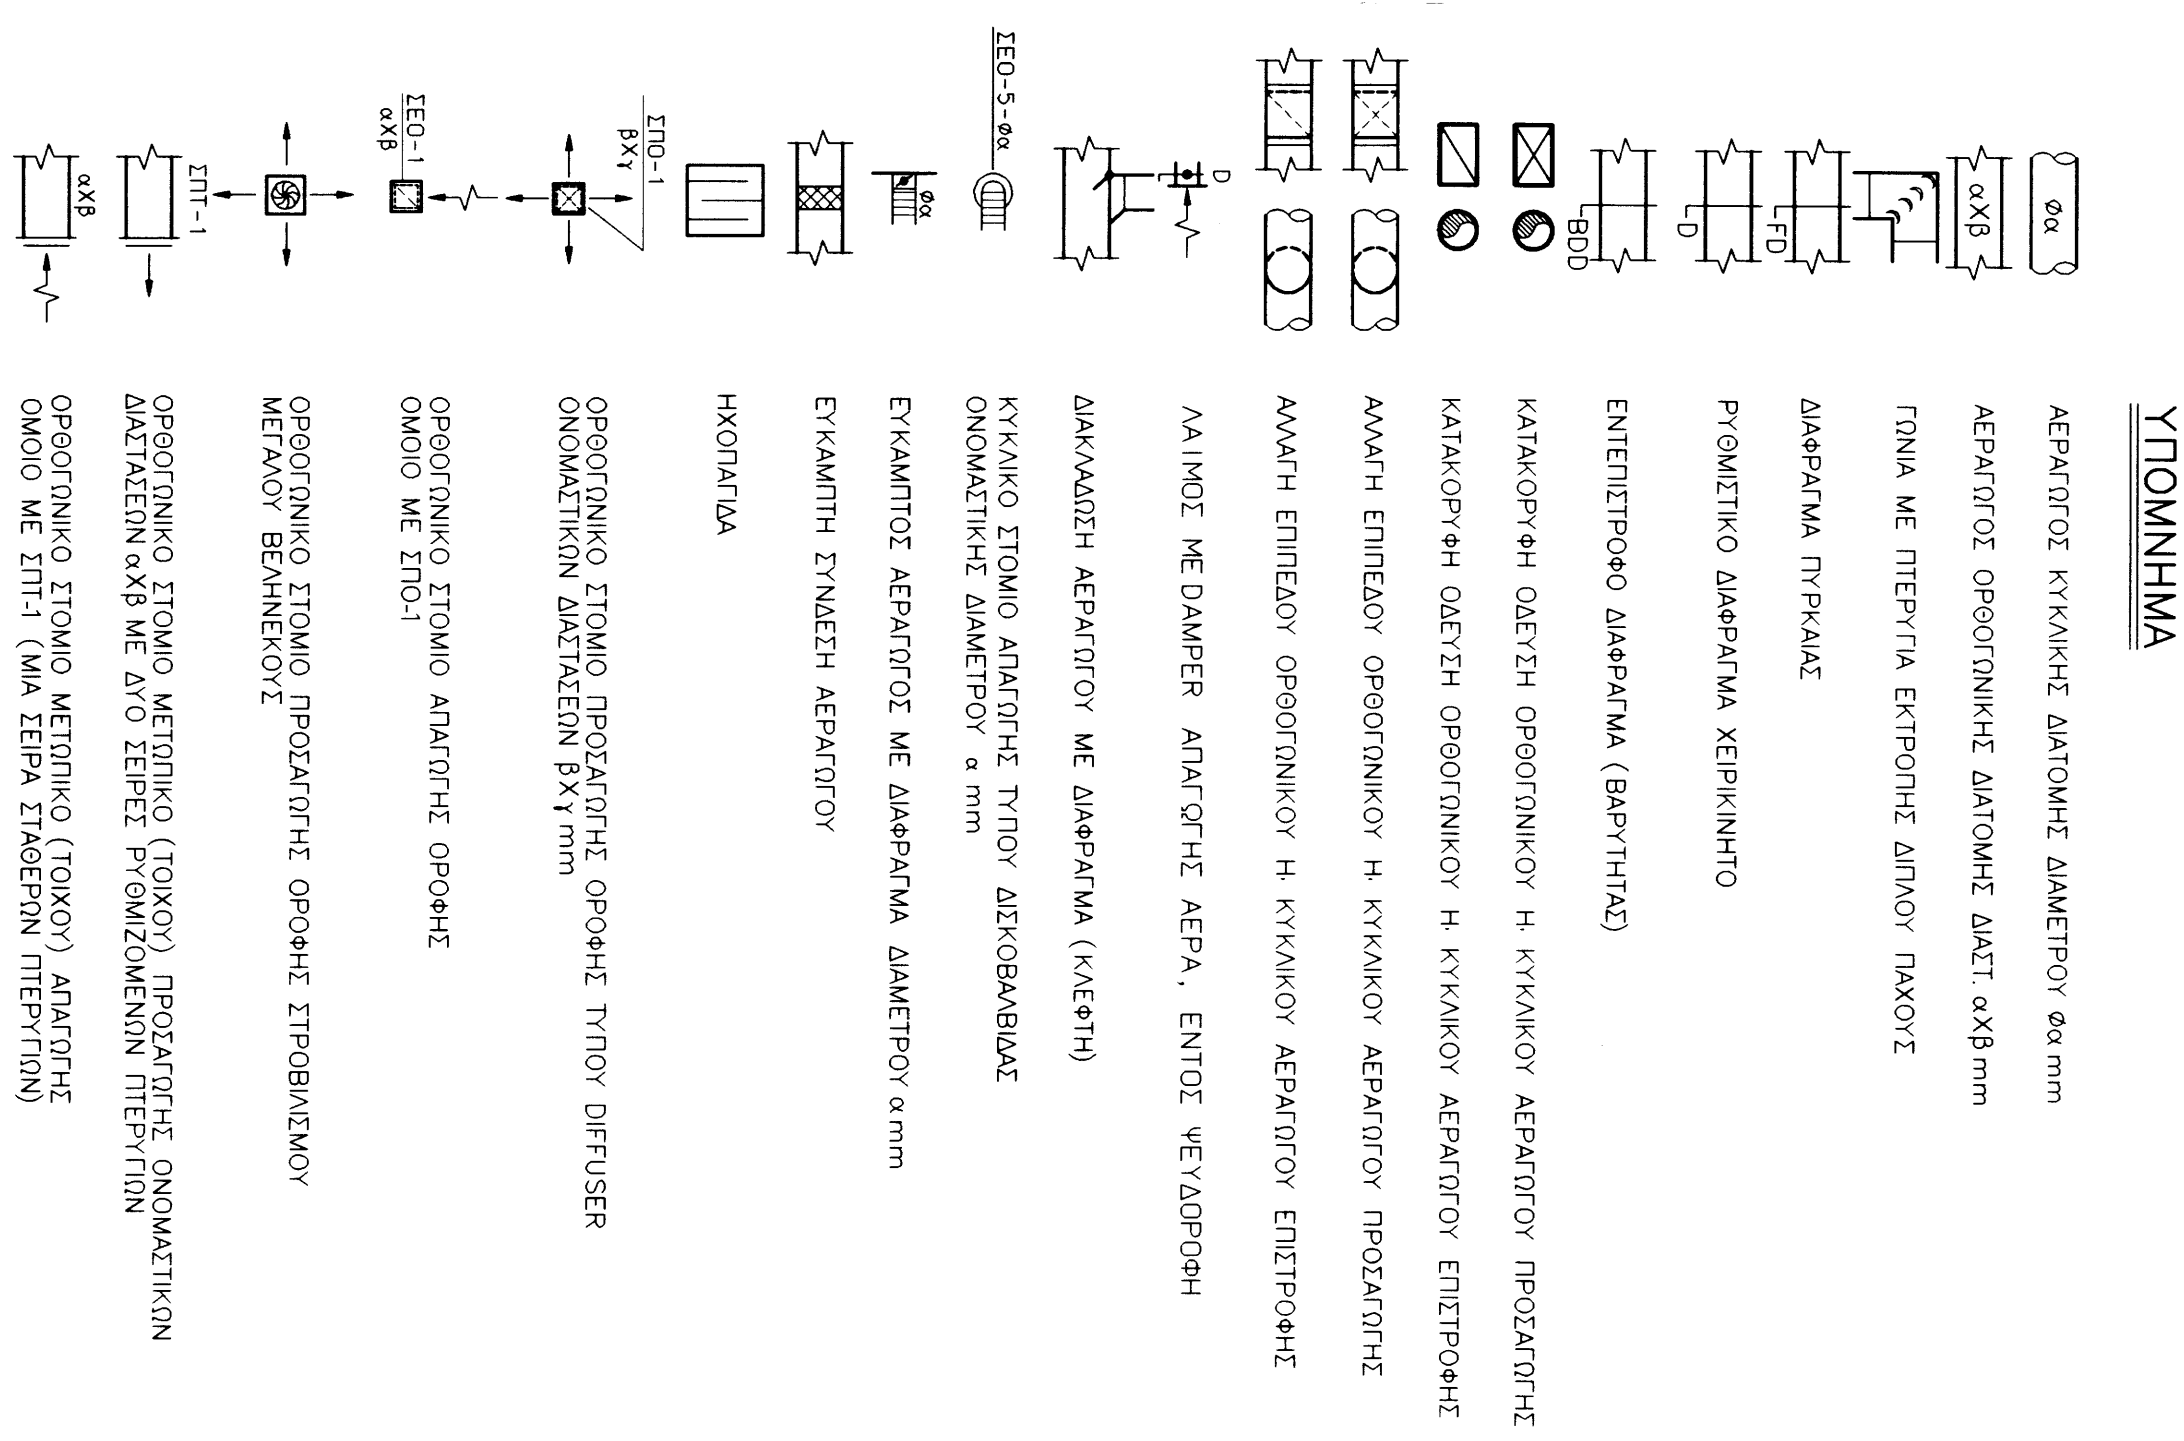 ΥΠΟΜΝΗΜΑ
Øα
ΑΕΡΑΓΩΓΟΣ ΚΥΚΛΙΚΗΣ ΔΙΑΤΟΜΗΣ ΔΙΑΜΕΤΡΟΥ Øα mm
αΧβ
ΑΕΡΑΓΩΓΟΣ ΟΡΘΟΓΩΝΙΚΗΣ ΔΙΑΤΟΜΗΣ ΔΙΑΣΤ. αΧβ mm
ΓΩΝΙΑ ΜΕ ΠΤΕΡΥΓΙΑ ΕΚΤΡΟΠΗΣ ΔΙΠΛΟΥ ΠΑΧΟΥΣ
FD
ΔΙΑΦΡΑΓΜΑ ΠΥΡΚΑΙΑΣ
D
ΡΥΘΜΙΣΤΙΚΟ ΔΙΑΦΡΑΓΜΑ ΧΕΙΡΙΚΙΝΗΤΟ
BDD
ΕΝΤΕΠΙΣΤΡΟΦΟ ΔΙΑΦΡΑΓΜΑ (ΒΑΡΥΤΗΤΑΣ)
ΚΑΤΑΚΟΡΥΦΗ ΟΔΕΥΣΗ ΟΡΘΟΓΩΝΙΚΟΥ Η. ΚΥΚΛΙΚΟΥ ΑΕΡΑΓΩΓΟΥ ΠΡΟΣΑΓΩΓΗΣ
ΚΑΤΑΚΟΡΥΦΗ ΟΔΕΥΣΗ ΟΡΘΟΓΩΝΙΚΟΥ Η. ΚΥΚΛΙΚΟΥ ΑΕΡΑΓΩΓΟΥ ΕΠΙΣΤΡΟΦΗΣ
ΑΛΛΑΓΗ ΕΠΙΠΕΔΟΥ ΟΡΘΟΓΩΝΙΚΟΥ Η. ΚΥΚΛΙΚΟΥ ΑΕΡΑΓΩΓΟΥ ΠΡΟΣΑΓΩΓΗΣ
ΑΛΛΑΓΗ ΕΠΙΠΕΔΟΥ ΟΡΘΟΓΩΝΙΚΟΥ Η. ΚΥΚΛΙΚΟΥ ΑΕΡΑΓΩΓΟΥ ΕΠΙΣΤΡΟΦΗΣ
D
ΛΑΙΜΟΣ ΜΕ DAMPER ΑΠΑΓΩΓΗΣ ΑΕΡΑ, ΕΝΤΟΣ ΨΕΥΔΟΡΟΦΗ
ΔΙΑΚΛΑΔΩΣΗ ΑΕΡΑΓΩΓΟΥ ΜΕ ΔΙΑΦΡΑΓΜΑ (ΚΛΕΦΤΗ)
ΣΕΟ-5-Øα
ΚΥΚΛΙΚΟ ΣΤΟΜΙΟ ΑΠΑΓΩΓΗΣ ΤΥΠΟΥ ΔΙΣΚΟΒΑΛΒΙΔΑΣ
ΟΝΟΜΑΣΤΙΚΗΣ ΔΙΑΜΕΤΡΟΥ α mm
Øα
ΕΥΚΑΜΠΤΟΣ ΑΕΡΑΓΩΓΟΣ ΜΕ ΔΙΑΦΡΑΓΜΑ ΔΙΑΜΕΤΡΟΥ α mm
ΕΥΚΑΜΠΤΗ ΣΥΝΔΕΣΗ ΑΕΡΑΓΩΓΟΥ
ΗΧΟΠΑΓΙΔΑ
ΣΠΟ-1
βΧγ
ΟΡΘΟΓΩΝΙΚΟ ΣΤΟΜΙΟ ΠΡΟΣΑΓΩΓΗΣ ΟΡΟΦΗΣ ΤΥΠΟΥ DIFFUSER
ΟΝΟΜΑΣΤΙΚΩΝ ΔΙΑΣΤΑΣΕΩΝ βΧγ mm
ΣΕΟ-1
αΧβ
ΟΡΘΟΓΩΝΙΚΟ ΣΤΟΜΙΟ ΑΠΑΓΩΓΗΣ ΟΡΟΦΗΣ
ΟΜΟΙΟ ΜΕ ΣΠΟ-1
ΟΡΘΟΓΩΝΙΚΟ ΣΤΟΜΙΟ ΠΡΟΣΑΓΩΓΗΣ ΟΡΟΦΗΣ ΣΤΡΟΒΙΛΙΣΜΟΥ
ΜΕΓΑΛΟΥ ΒΕΛΗΝΕΚΟΥΣ
ΣΠΤ-1
ΟΡΘΟΓΩΝΙΚΟ ΣΤΟΜΙΟ ΜΕΤΩΠΙΚΟ (ΤΟΙΧΟΥ) ΠΡΟΣΑΓΩΓΗΣ ΟΝΟΜΑΣΤΙΚΩΝ
ΔΙΑΣΤΑΣΕΩΝ αΧβ ΜΕ ΔΥΟ ΣΕΙΡΕΣ ΡΥΘΜΙΖΟΜΕΝΩΝ ΠΤΕΡΥΓΙΩΝ
αΧβ
ΟΡΘΟΓΩΝΙΚΟ ΣΤΟΜΙΟ ΜΕΤΩΠΙΚΟ (ΤΟΙΧΟΥ) ΑΠΑΓΩΓΗΣ
ΟΜΟΙΟ ΜΕ ΣΠΤ-1 (ΜΙΑ ΣΕΙΡΑ ΣΤΑΘΕΡΩΝ ΠΤΕΡΥΓΙΩΝ)